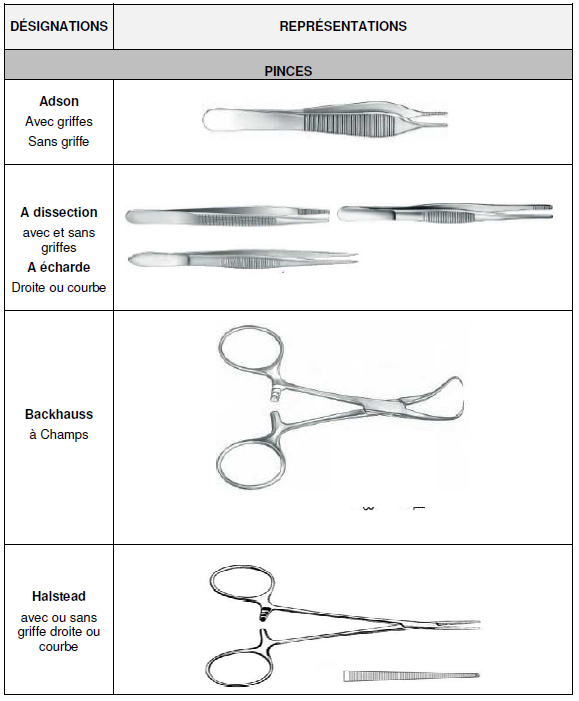 DÉSIGNATIONS
REPRÉSENTATIONS
PINCES
Adson
Avec griffes
Sans griffe
A dissection
avec et sans
griffes
A écharde
Droite ou courbe
Backhauss
à Champs
Halstead
avec ou sans
griffe droite ou
courbe